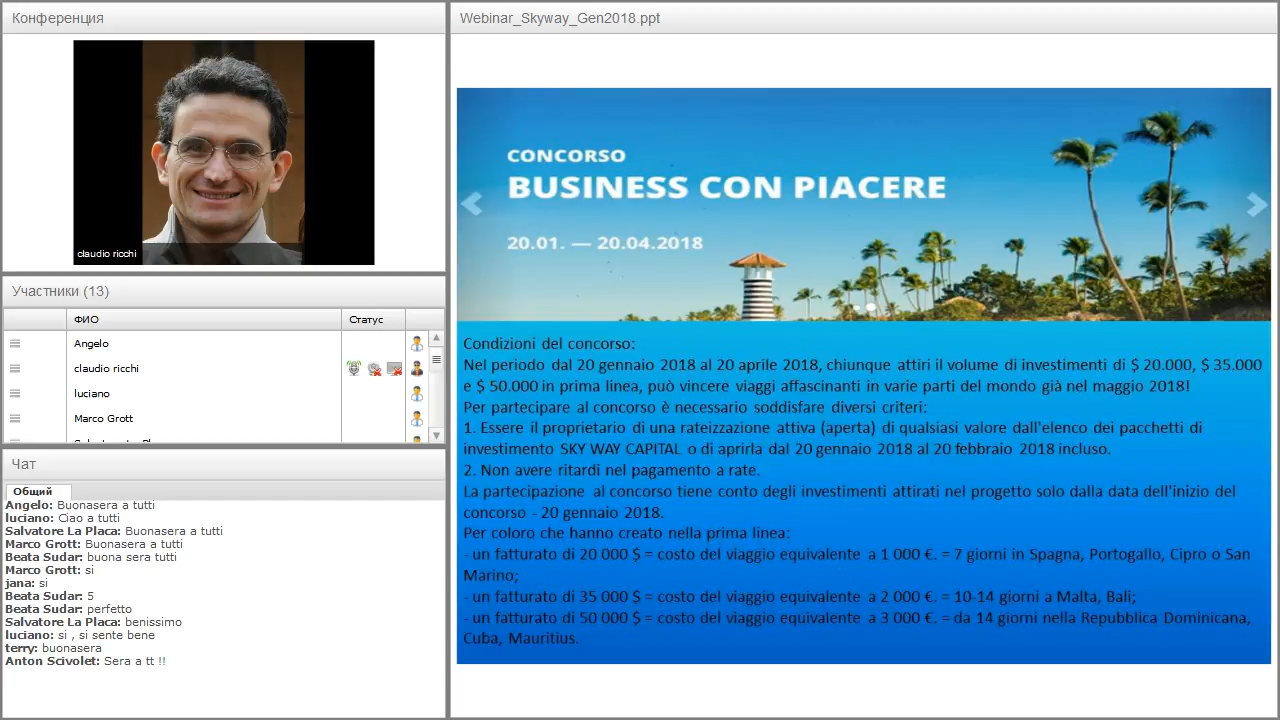 Конференция
claudio ricchi
Участники (13)
ФИО
Статус
Angelo
claudio ricchi
luciano
Marco Grott
Чат
Общий
Angelo: Buonasera a tutti
luciano: Ciao a tutti
Salvatore La Placa: Buonasera a tutti
Marco Grott: Buonasera a tutti
Beata Sudar: buona sera tutti
Marco Grott: si
jana: si
Beata Sudar: 5
Beata Sudar: perfetto
Salvatore La Placa: benissimo
luciano: si , si sente bene
terry: buonasera
Anton Scivolet: Sera a tt !!
Webinar_Skyway_Gen2018.ppt
CONCORSO
BUSINESS CON PIACERE
20.01. — 20.04.2018
Condizioni del concorso:
Nel periodo dal 20 gennaio 2018 al 20 aprile 2018, chiunque attiri il volume di investimenti di $ 20.000, $ 35.000
e $ 50.000 in prima linea, può vincere viaggi affascinanti in varie parti del mondo già nel maggio 2018!
Per partecipare al concorso è necessario soddisfare diversi criteri:
1. Essere il proprietario di una rateizzazione attiva (aperta) di qualsiasi valore dall'elenco dei pacchetti di
investimento SKY WAY CAPITAL o di aprirla dal 20 gennaio 2018 al 20 febbraio 2018 incluso.
2. Non avere ritardi nel pagamento a rate.
La partecipazione al concorso tiene conto degli investimenti attirati nel progetto solo dalla data dell'inizio del
concorso - 20 gennaio 2018.
Per coloro che hanno creato nella prima linea:
- un fatturato di 20 000 $ = costo del viaggio equivalente a 1 000 €. = 7 giorni in Spagna, Portogallo, Cipro o San
Marino;
- un fatturato di 35 000 $ = costo del viaggio equivalente a 2 000 €. = 10-14 giorni a Malta, Bali;
- un fatturato di 50 000 $ = costo del viaggio equivalente a 3 000 €. = da 14 giorni nella Repubblica Dominicana,
Cuba, Mauritius.